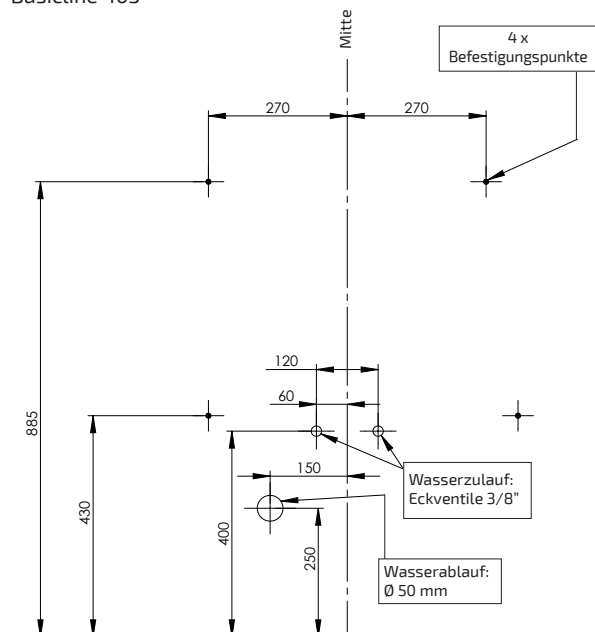 Mitte
4 x
Befestigungspunkte
270
270
120
60
885
430
400
150
250
Wasserzulauf:
Eckventile 3/8"
Wasserablauf:
Ø 50 mm